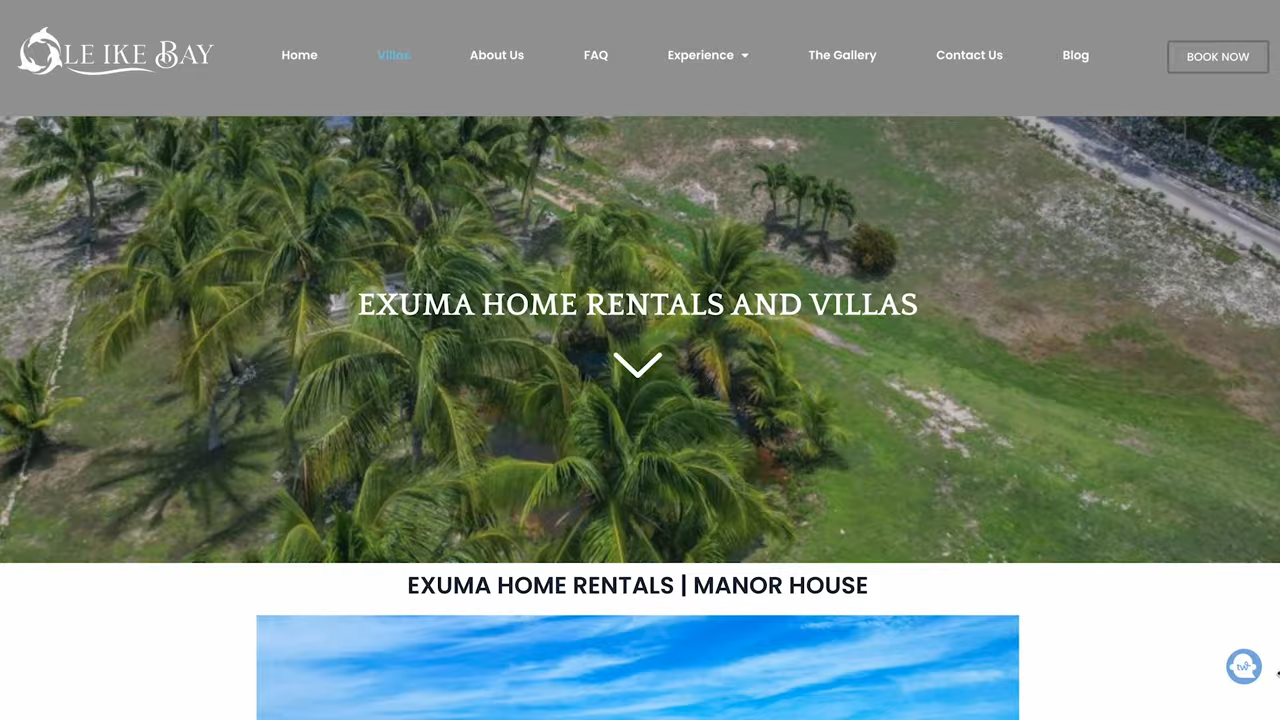 OLE IKE BAY
Home
Villas
About Us
FAQ
Experience
The Gallery
Contact Us
Blog
BOOK NOW
EXUMA HOME RENTALS AND VILLAS
EXUMA HOME RENTALS | MANOR HOUSE